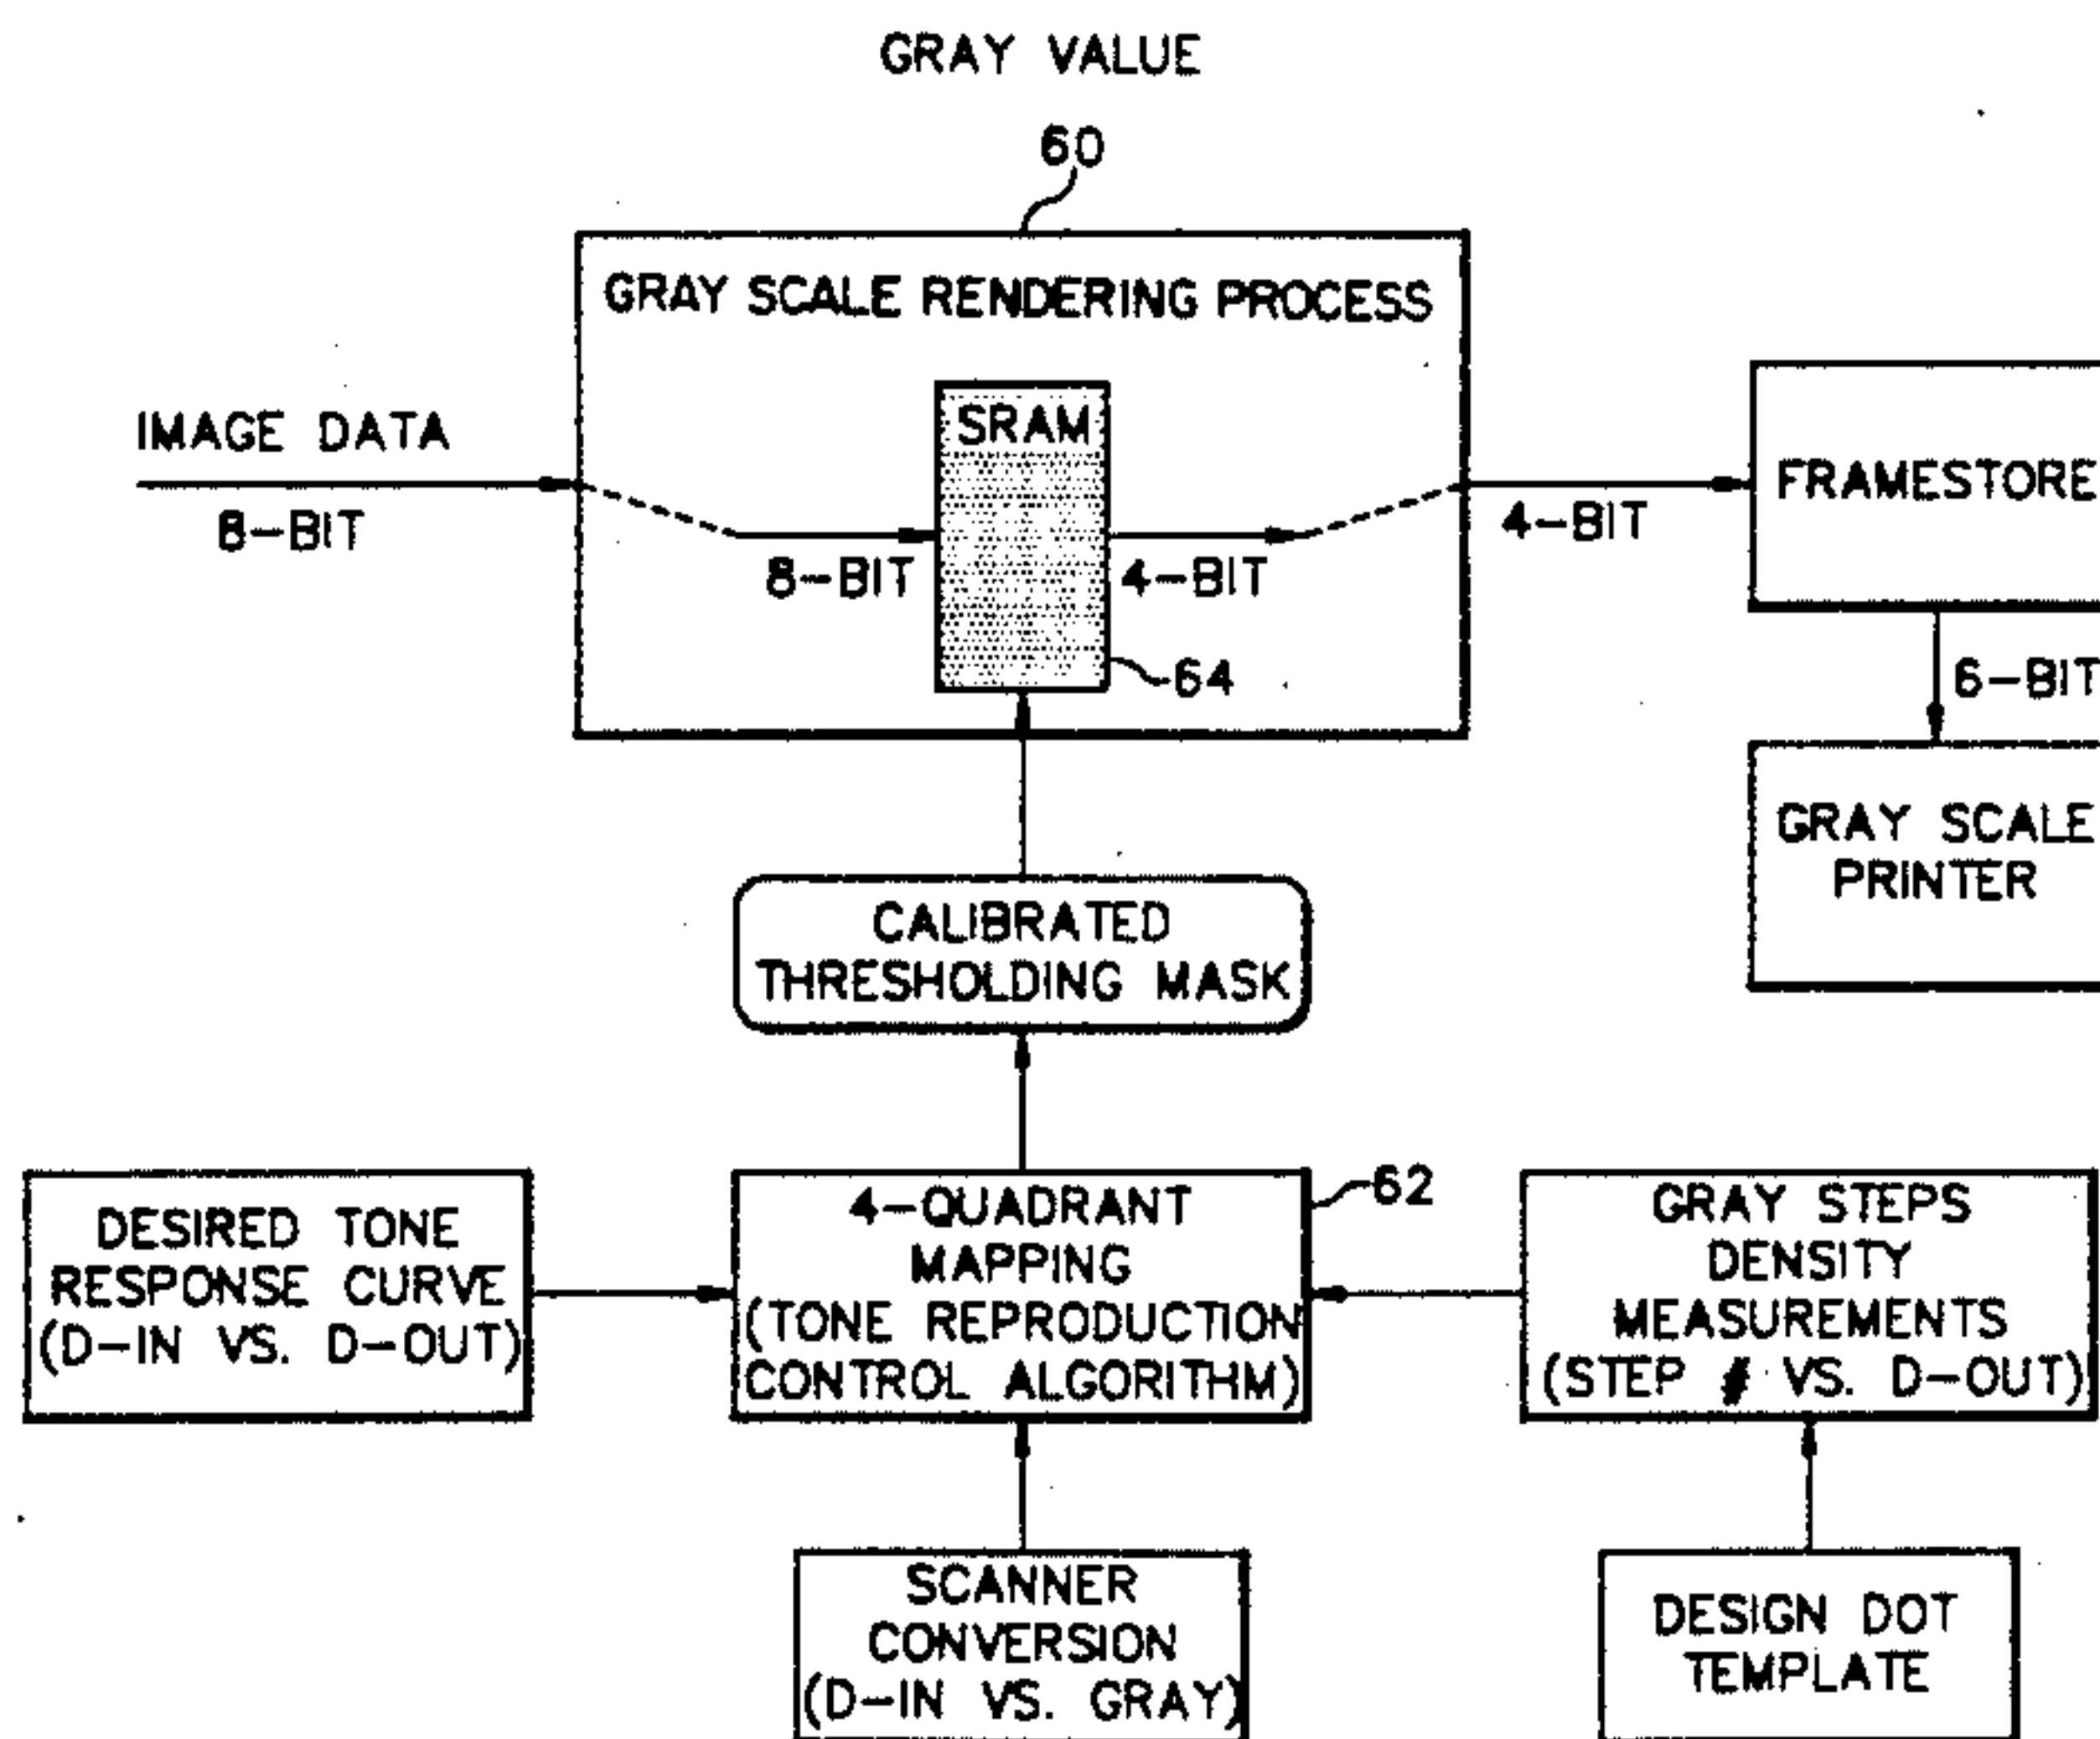 GRAY VALUE
60
GRAY SCALE RENDERING PROCESS
SRAM
IMAGE DATA
8-BIT
8-BIT
4-BIT
64
4-BIT
FRAMESTORE
6-BIT
GRAY SCALE
PRINTER
CALIBRATED
THRESHOLDING MASK
DESIRED TONE
RESPONSE CURVE
(D-IN VS. D-OUT)
4-QUADRANT
MAPPING
(TONE REPRODUCTION
CONTROL ALGORITHM)
62
GRAY STEPS
DENSITY
MEASUREMENTS
(STEP # VS. D-OUT)
SCANNER
CONVERSION
(D-IN VS. GRAY)
DESIGN DOT
TEMPLATE